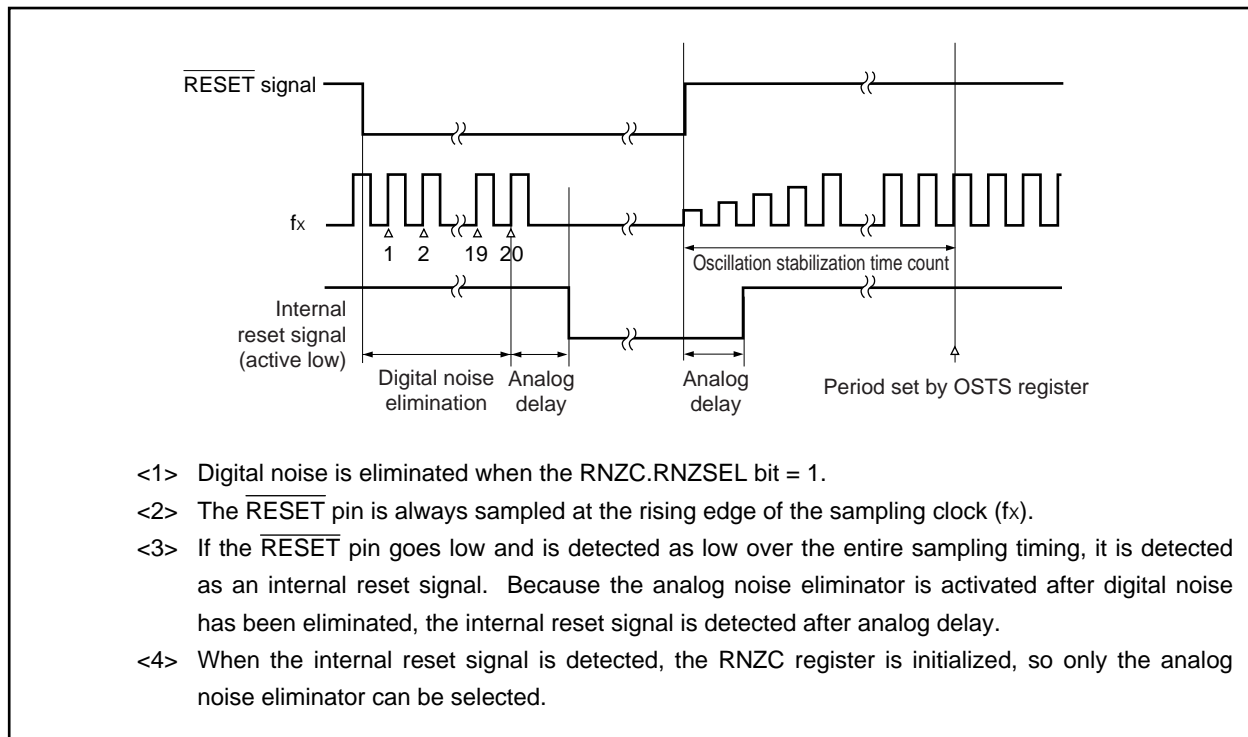 RESET signal
fx
1 2 19 20
Oscillation stabilization time count
Internal
reset signal
(active low)
Digital noise
elimination
Analog
delay
Analog
delay
Period set by OSTS register
<1> Digital noise is eliminated when the RNZC.RNZSEL bit = 1.
<2> The RESET pin is always sampled at the rising edge of the sampling clock (fx).
<3> If the RESET pin goes low and is detected as low over the entire sampling timing, it is detected
as an internal reset signal. Because the analog noise eliminator is activated after digital noise
has been eliminated, the internal reset signal is detected after analog delay.
<4> When the internal reset signal is detected, the RNZC register is initialized, so only the analog
noise eliminator can be selected.